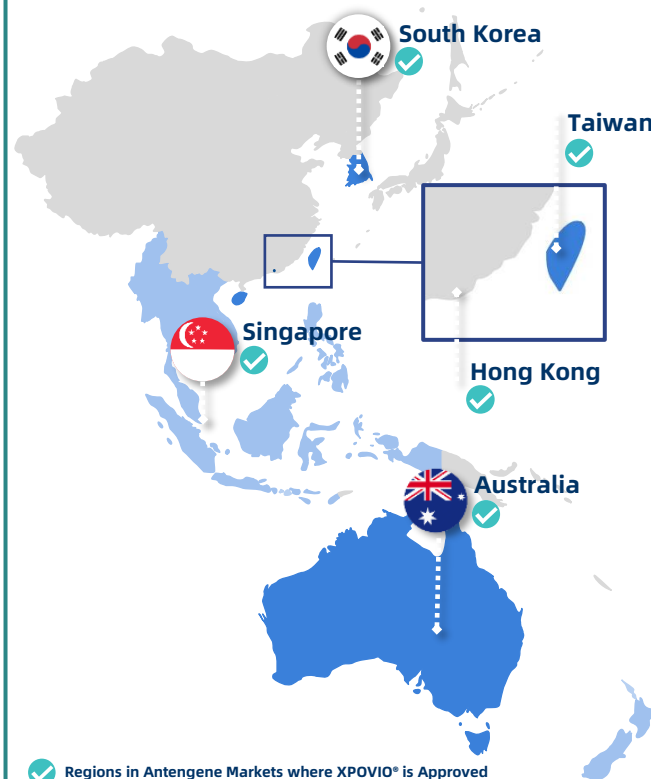 South Korea
Taiwan
Singapore
Hong Kong
Australia
Regions in Antengene Markets where XPOVIO® is Approved